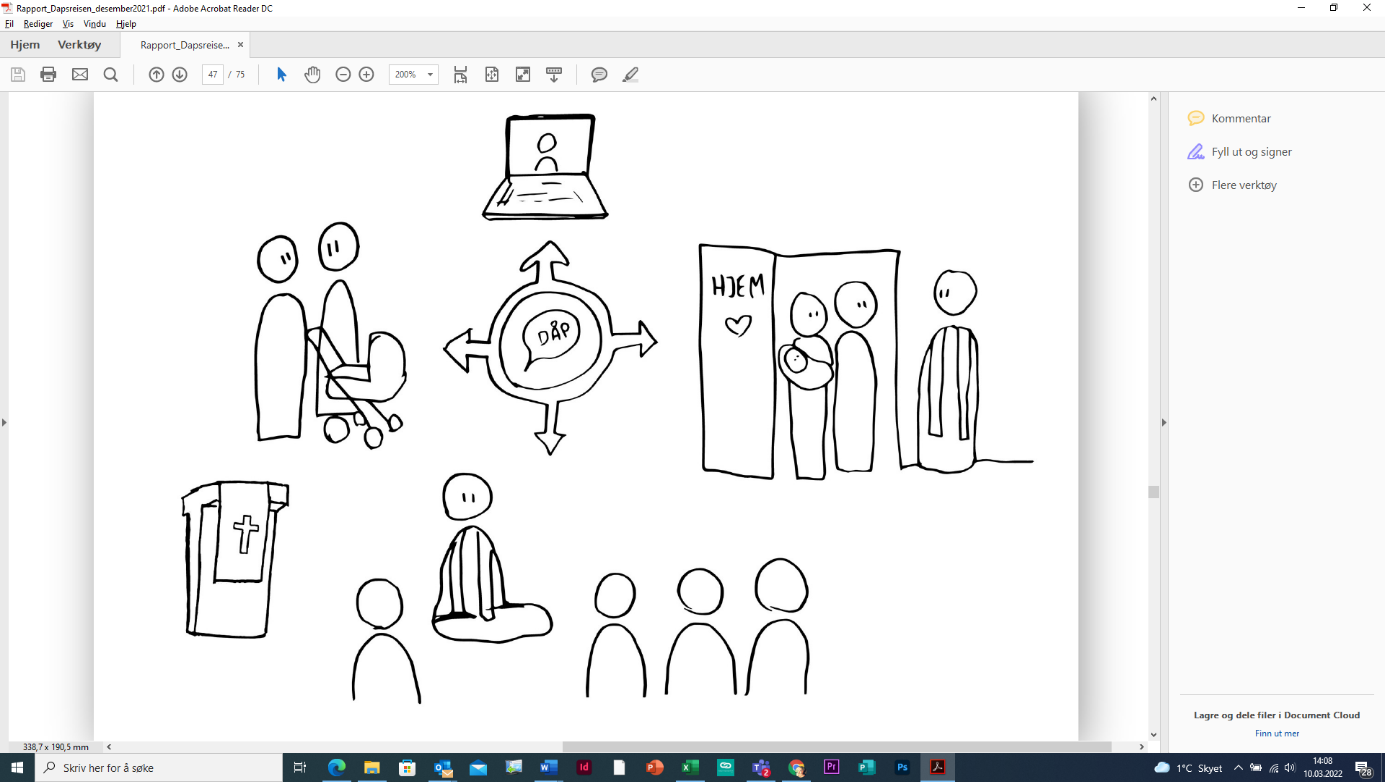 Rapport_Dapsreisen_desember2021.pdf - Adobe Acrobat Reader DC
Fil Rediger Vis Vindu Hjelp
Hjem Verktøy Rapport_Dapsreise... ×
47 / 75 200%
Kommentar
Fyll ut og signer
Flere verktøy
HJEM
DÅP
Lagre og dele filer i Document Cloud
Finn ut mer
338,7 x 190,5 mm
Skriv her for å søke
1°C Skyet
14:08
10.03.2022
28